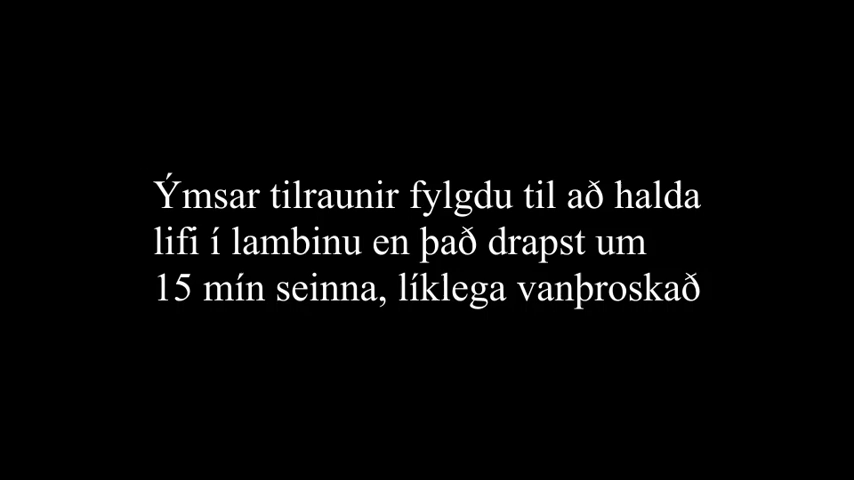 Ýmsar tilraunir fylgdu til að halda
lifi í lambinu en það drapst um
15 mín seinna, líklega vanþroskað